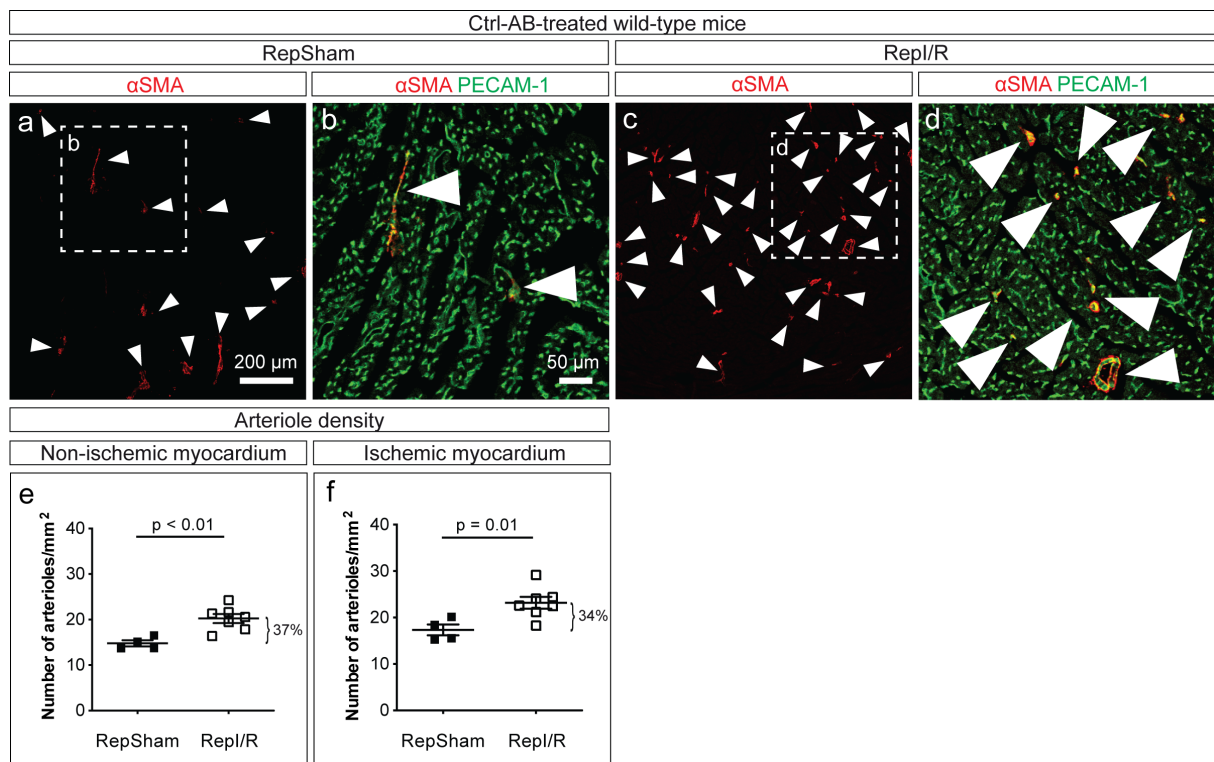 Ctrl-AB-treated wild-type mice
RepSham
RepI/R
αSMA
αSMA PECAM-1
αSMA
αSMA PECAM-1
a
b
b
c
d
d
200 µm
50 µm
Arteriole density
Non-ischemic myocardium
Ischemic myocardium
e
f
Number of arterioles/mm²
40
30
20
10
0
p < 0.01
37%
RepSham
RepI/R
Number of arterioles/mm²
40
30
20
10
0
p = 0.01
34%
RepSham
RepI/R